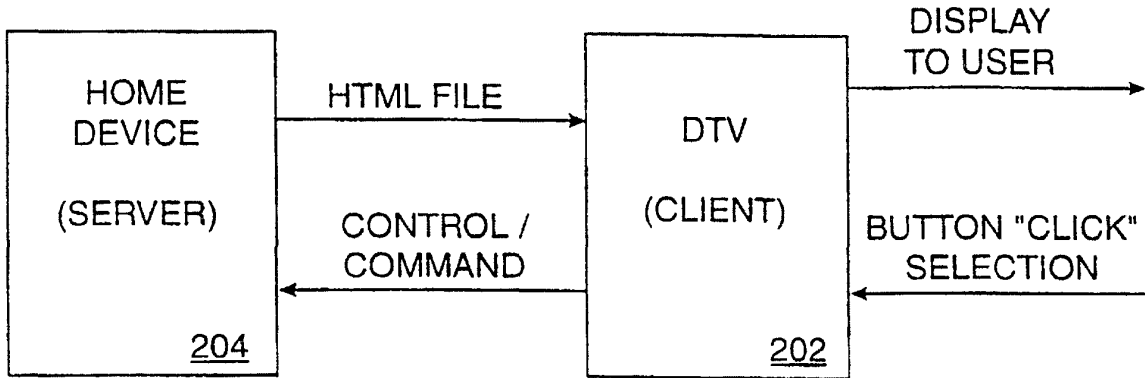 HOME
DEVICE
(SERVER)
204
HTML FILE
CONTROL /
COMMAND
DTV
(CLIENT)
202
DISPLAY
TO USER
BUTTON "CLICK"
SELECTION